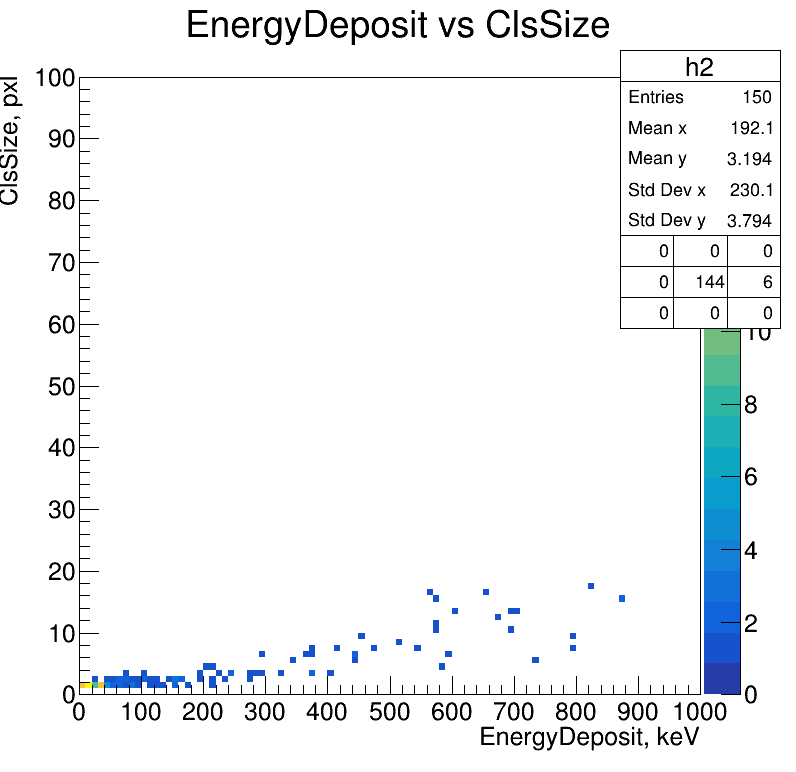 EnergyDeposit vs ClsSize
ClsSize, pxl
100
90
80
70
60
50
40
30
20
10
0
h2
Entries 150
Mean x 192.1
Mean y 3.194
Std Dev x 230.1
Std Dev y 3.794
0 0 0
0 144 6
0 0 0
10
8
6
4
2
0
0 100 200 300 400 500 600 700 800 900 1000
EnergyDeposit, keV